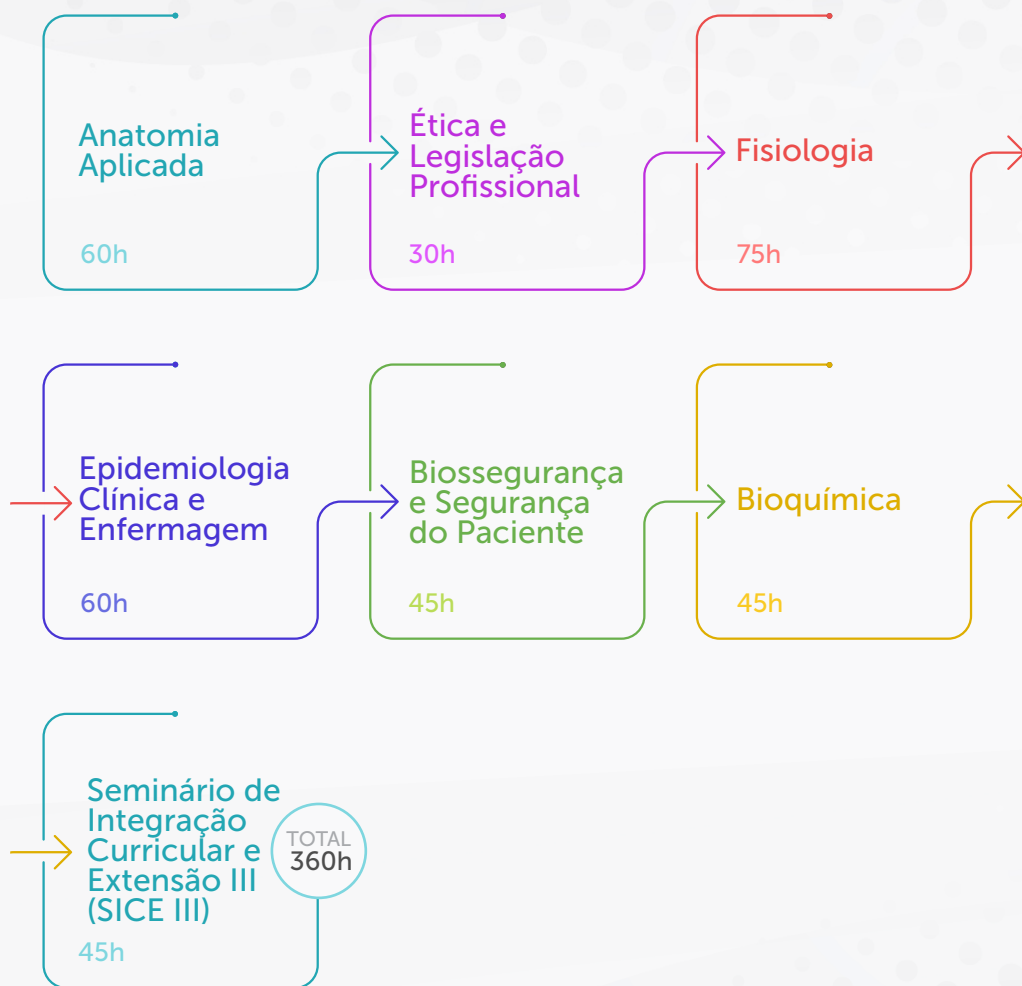 Anatomia
Aplicada
60h
Ética e
Legislação
Profissional
30h
Fisiologia
75h
Epidemiologia
Clínica e
Enfermagem
60h
Biossegurança
e Segurança
do Paciente
45h
Bioquímica
45h
Seminário de
Integração
Curricular e
Extensão III
(SICE III)
45h
TOTAL
360h